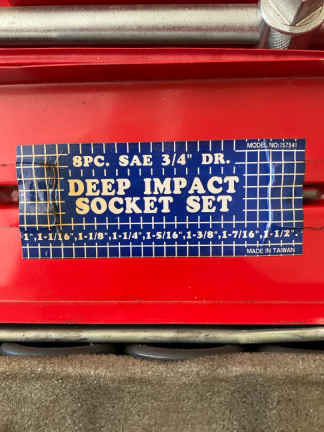 MODEL NO:157541
8PC. SAE 3/4" DR.
DEEP IMPACT
SOCKET SET
1",1-1/16",1-1/8",1-1/4",1-5/16",1-3/8",1-7/16",1-1/2".
MADE IN TAIWAN